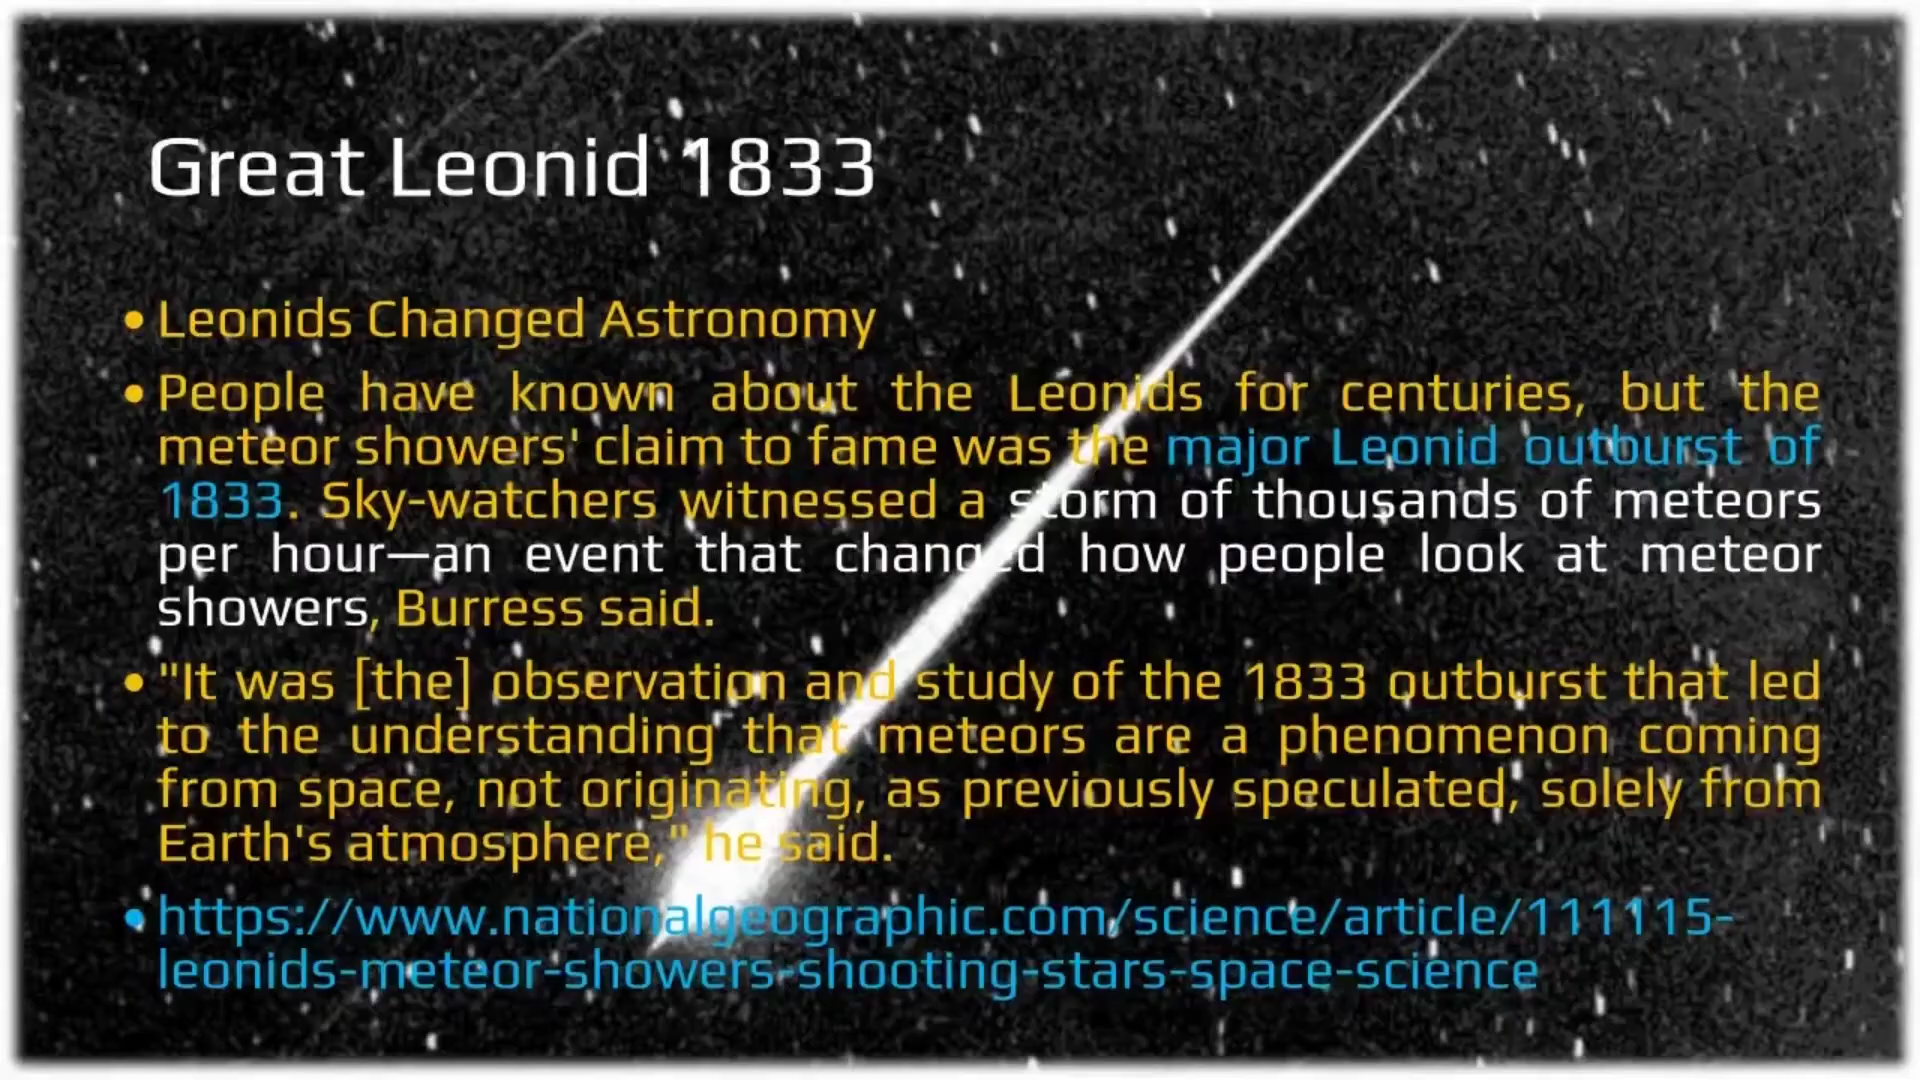 Great Leonid 1833
• Leonids Changed Astronomy
• People have known about the Leonids for centuries, but the
meteor showers' claim to fame was the major Leonid outburst of
1833. Sky-watchers witnessed a storm of thousands of meteors
per hour—an event that changed how people look at meteor
showers, Burress said.
• "It was [the] observation and study of the 1833 outburst that led
to the understanding that meteors are a phenomenon coming
from space, not originating, as previously speculated, solely from
Earth's atmosphere," he said.
• https://www.nationalgeographic.com/science/article/111115-
leonids-meteor-showers-shooting-stars-space-science